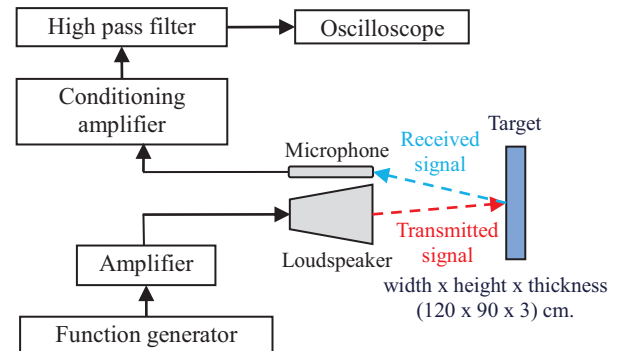 High pass filter
Oscilloscope
Conditioning
amplifier
Microphone
Received
signal
Target
Transmitted
signal
Loudspeaker
Amplifier
width x height x thickness
(120 x 90 x 3) cm.
Function generator